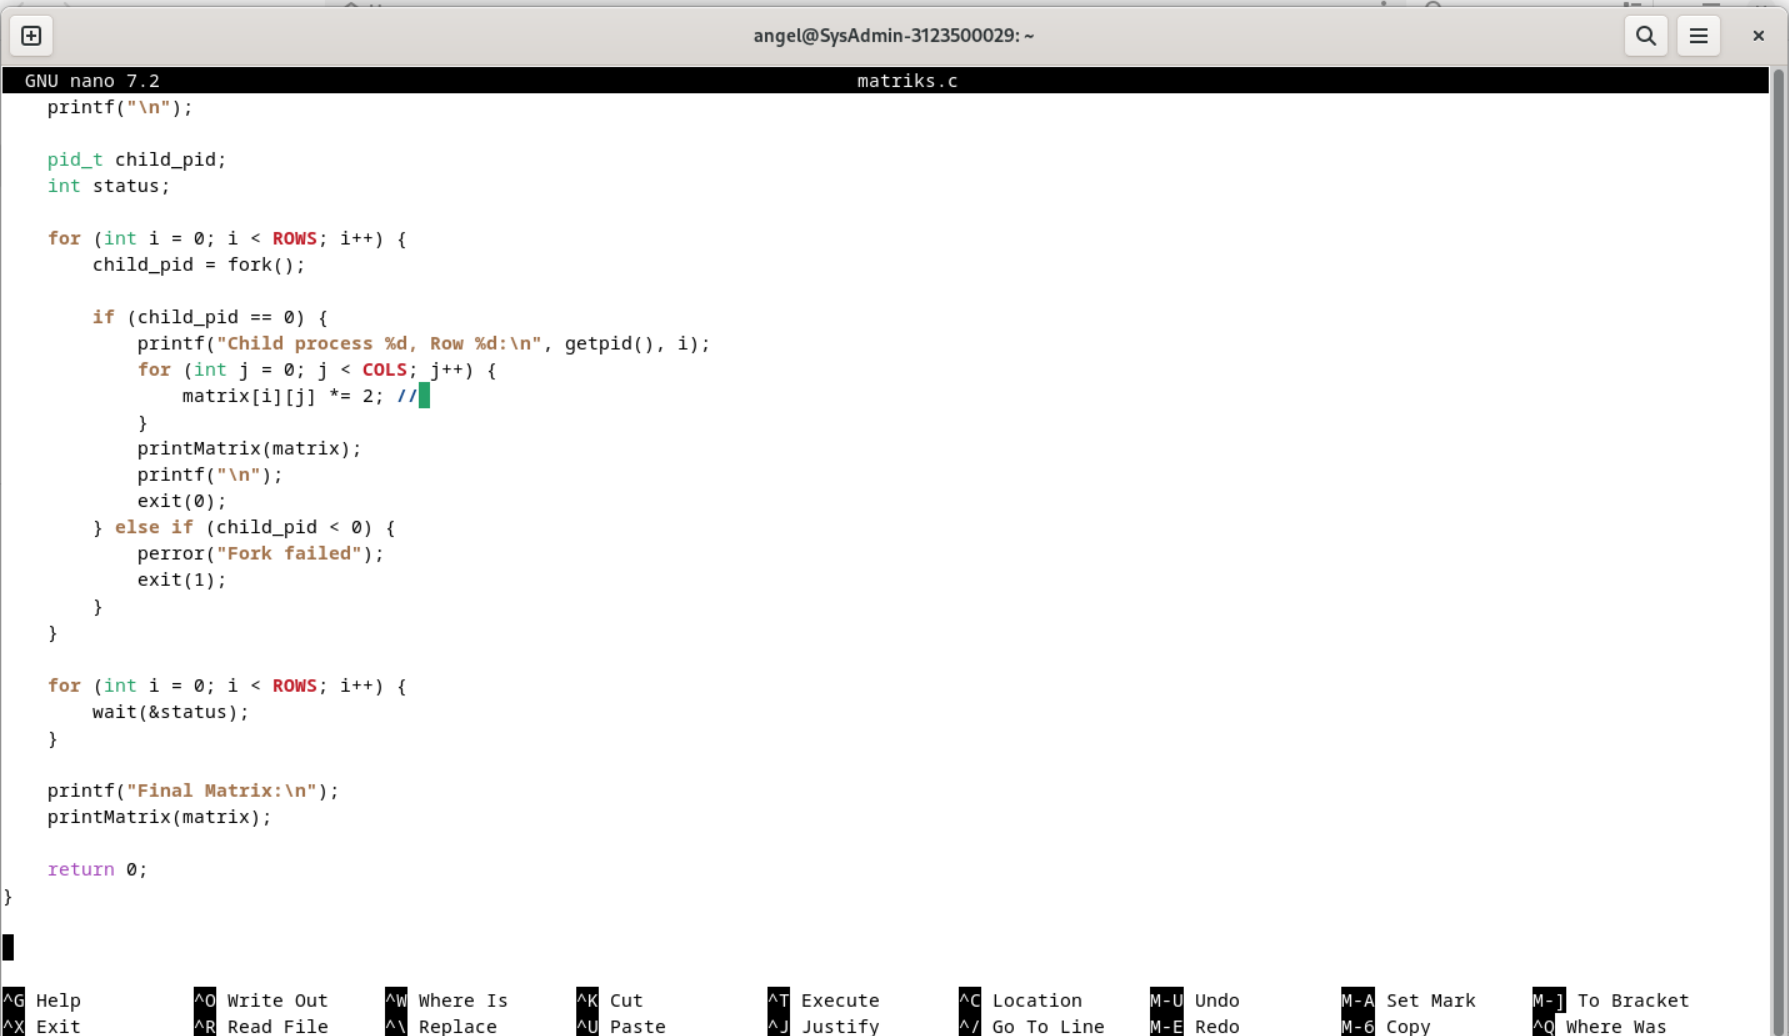 angel@SysAdmin-3123500029: ~
GNU nano 7.2 matriks.c
    printf("\n");

    pid_t child_pid;
    int status;

    for (int i = 0; i < ROWS; i++) {
        child_pid = fork();

        if (child_pid == 0) {
            printf("Child process %d, Row %d:\n", getpid(), i);
            for (int j = 0; j < COLS; j++) {
                matrix[i][j] *= 2; //
            }
            printMatrix(matrix);
            printf("\n");
            exit(0);
        } else if (child_pid < 0) {
            perror("Fork failed");
            exit(1);
        }
    }

    for (int i = 0; i < ROWS; i++) {
        wait(&status);
    }

    printf("Final Matrix:\n");
    printMatrix(matrix);

    return 0;
}

^G Help ^O Write Out ^W Where Is ^K Cut ^T Execute ^C Location M-U Undo M-A Set Mark M-] To Bracket
^X Exit ^R Read File ^\ Replace ^U Paste ^J Justify ^/ Go To Line M-E Redo M-6 Copy ^Q Where Was